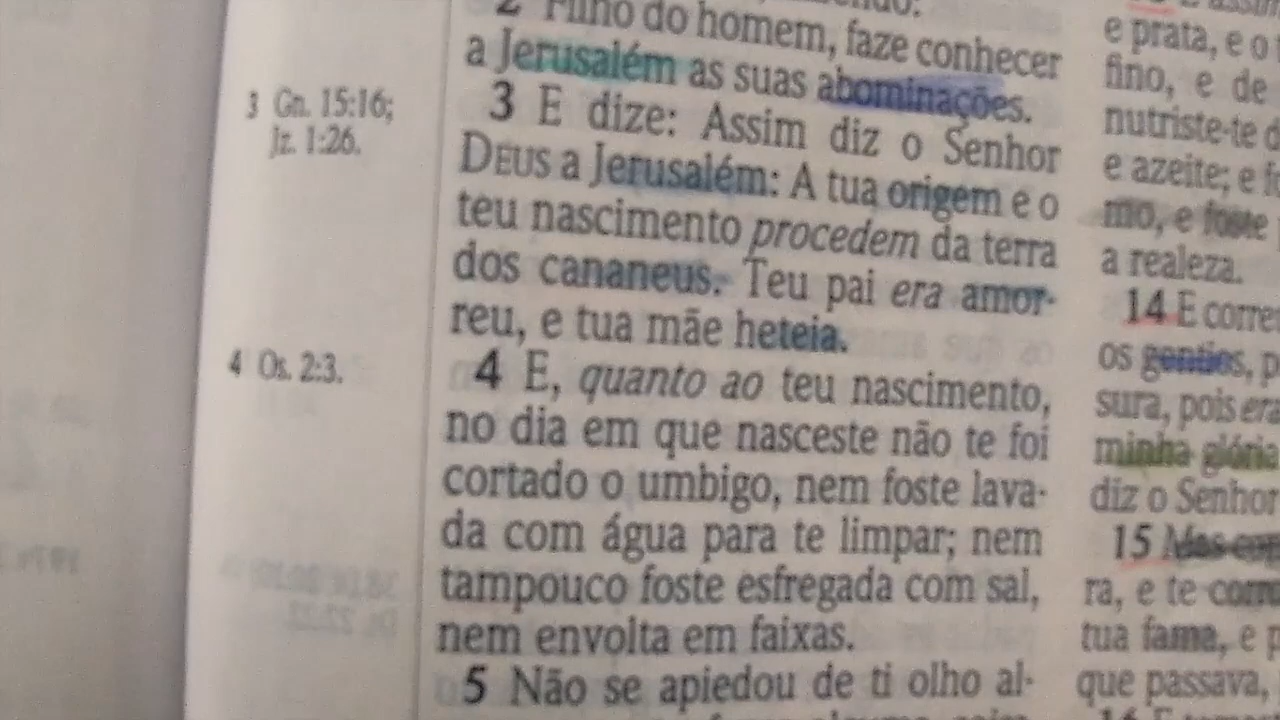 2 Filho do homem, faze conhecer
a Jerusalém as suas abominações.
3 E dize: Assim diz o Senhor
DEUS a Jerusalém: A tua origem e o
teu nascimento procedem da terra
dos cananeus. Teu pai era amor-
reu, e tua mãe heteia.
4 E, quanto ao teu nascimento,
no dia em que nasceste não te foi
cortado o umbigo, nem foste lava-
da com água para te limpar; nem
tampouco foste esfregada com sal,
nem envolta em faixas.
5 Não se apiedou de ti olho al-
3 Gn. 15:16;
Jz. 1:26.
4 Os. 2:3.
e prata, e o
fino, e de
nutriste-te
e azeite; e
mo, e foste
a realeza.
14 E corre
os gentios,
sura, pois era
minha glória
diz o Senhor
15 Mas
ra, e te
tua fama, e
que passava,